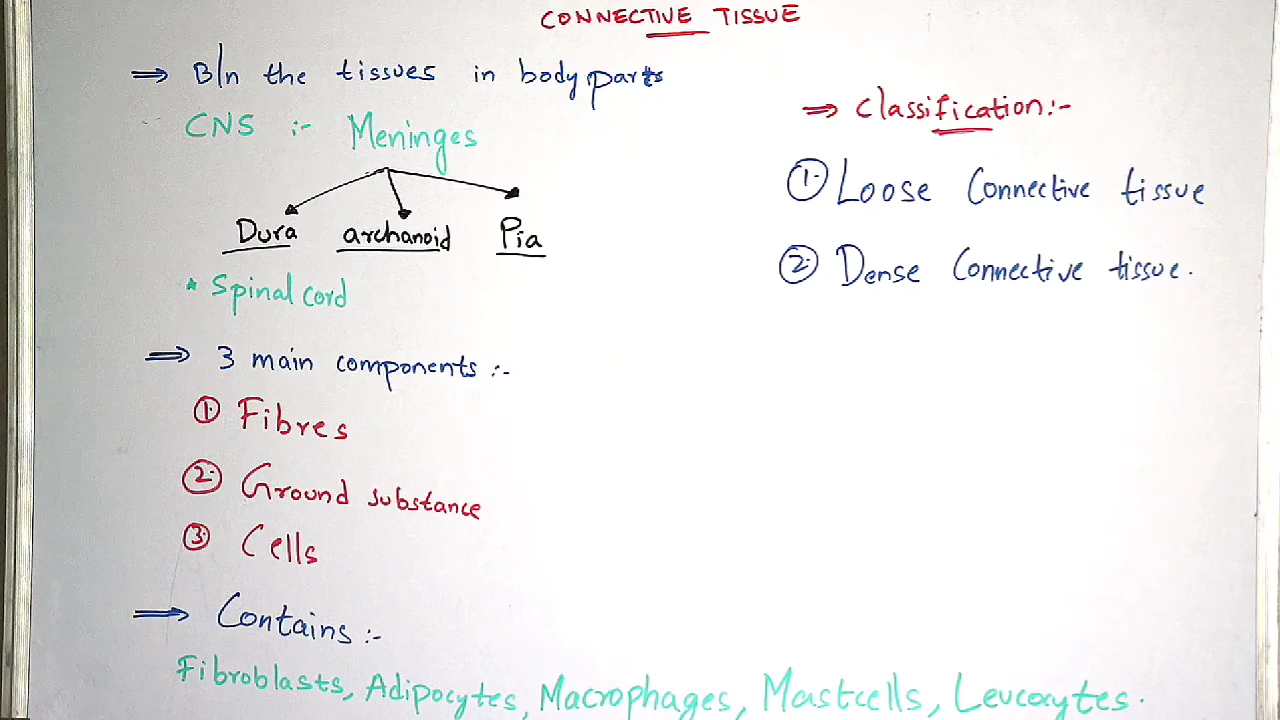 CONNECTIVE TISSUE
⇒ B/n the tissues in body parts
CNS :- Meninges
Dura archanoid Pia
* Spinal cord
⇒ 3 main components :-
① Fibres
② Ground substance
③ Cells
⇒ Contains :-
Fibroblasts, Adipocytes, Macrophages, Mastcells, Leucocytes.
⇒ Classification :-
① Loose Connective tissue
② Dense Connective tissue.